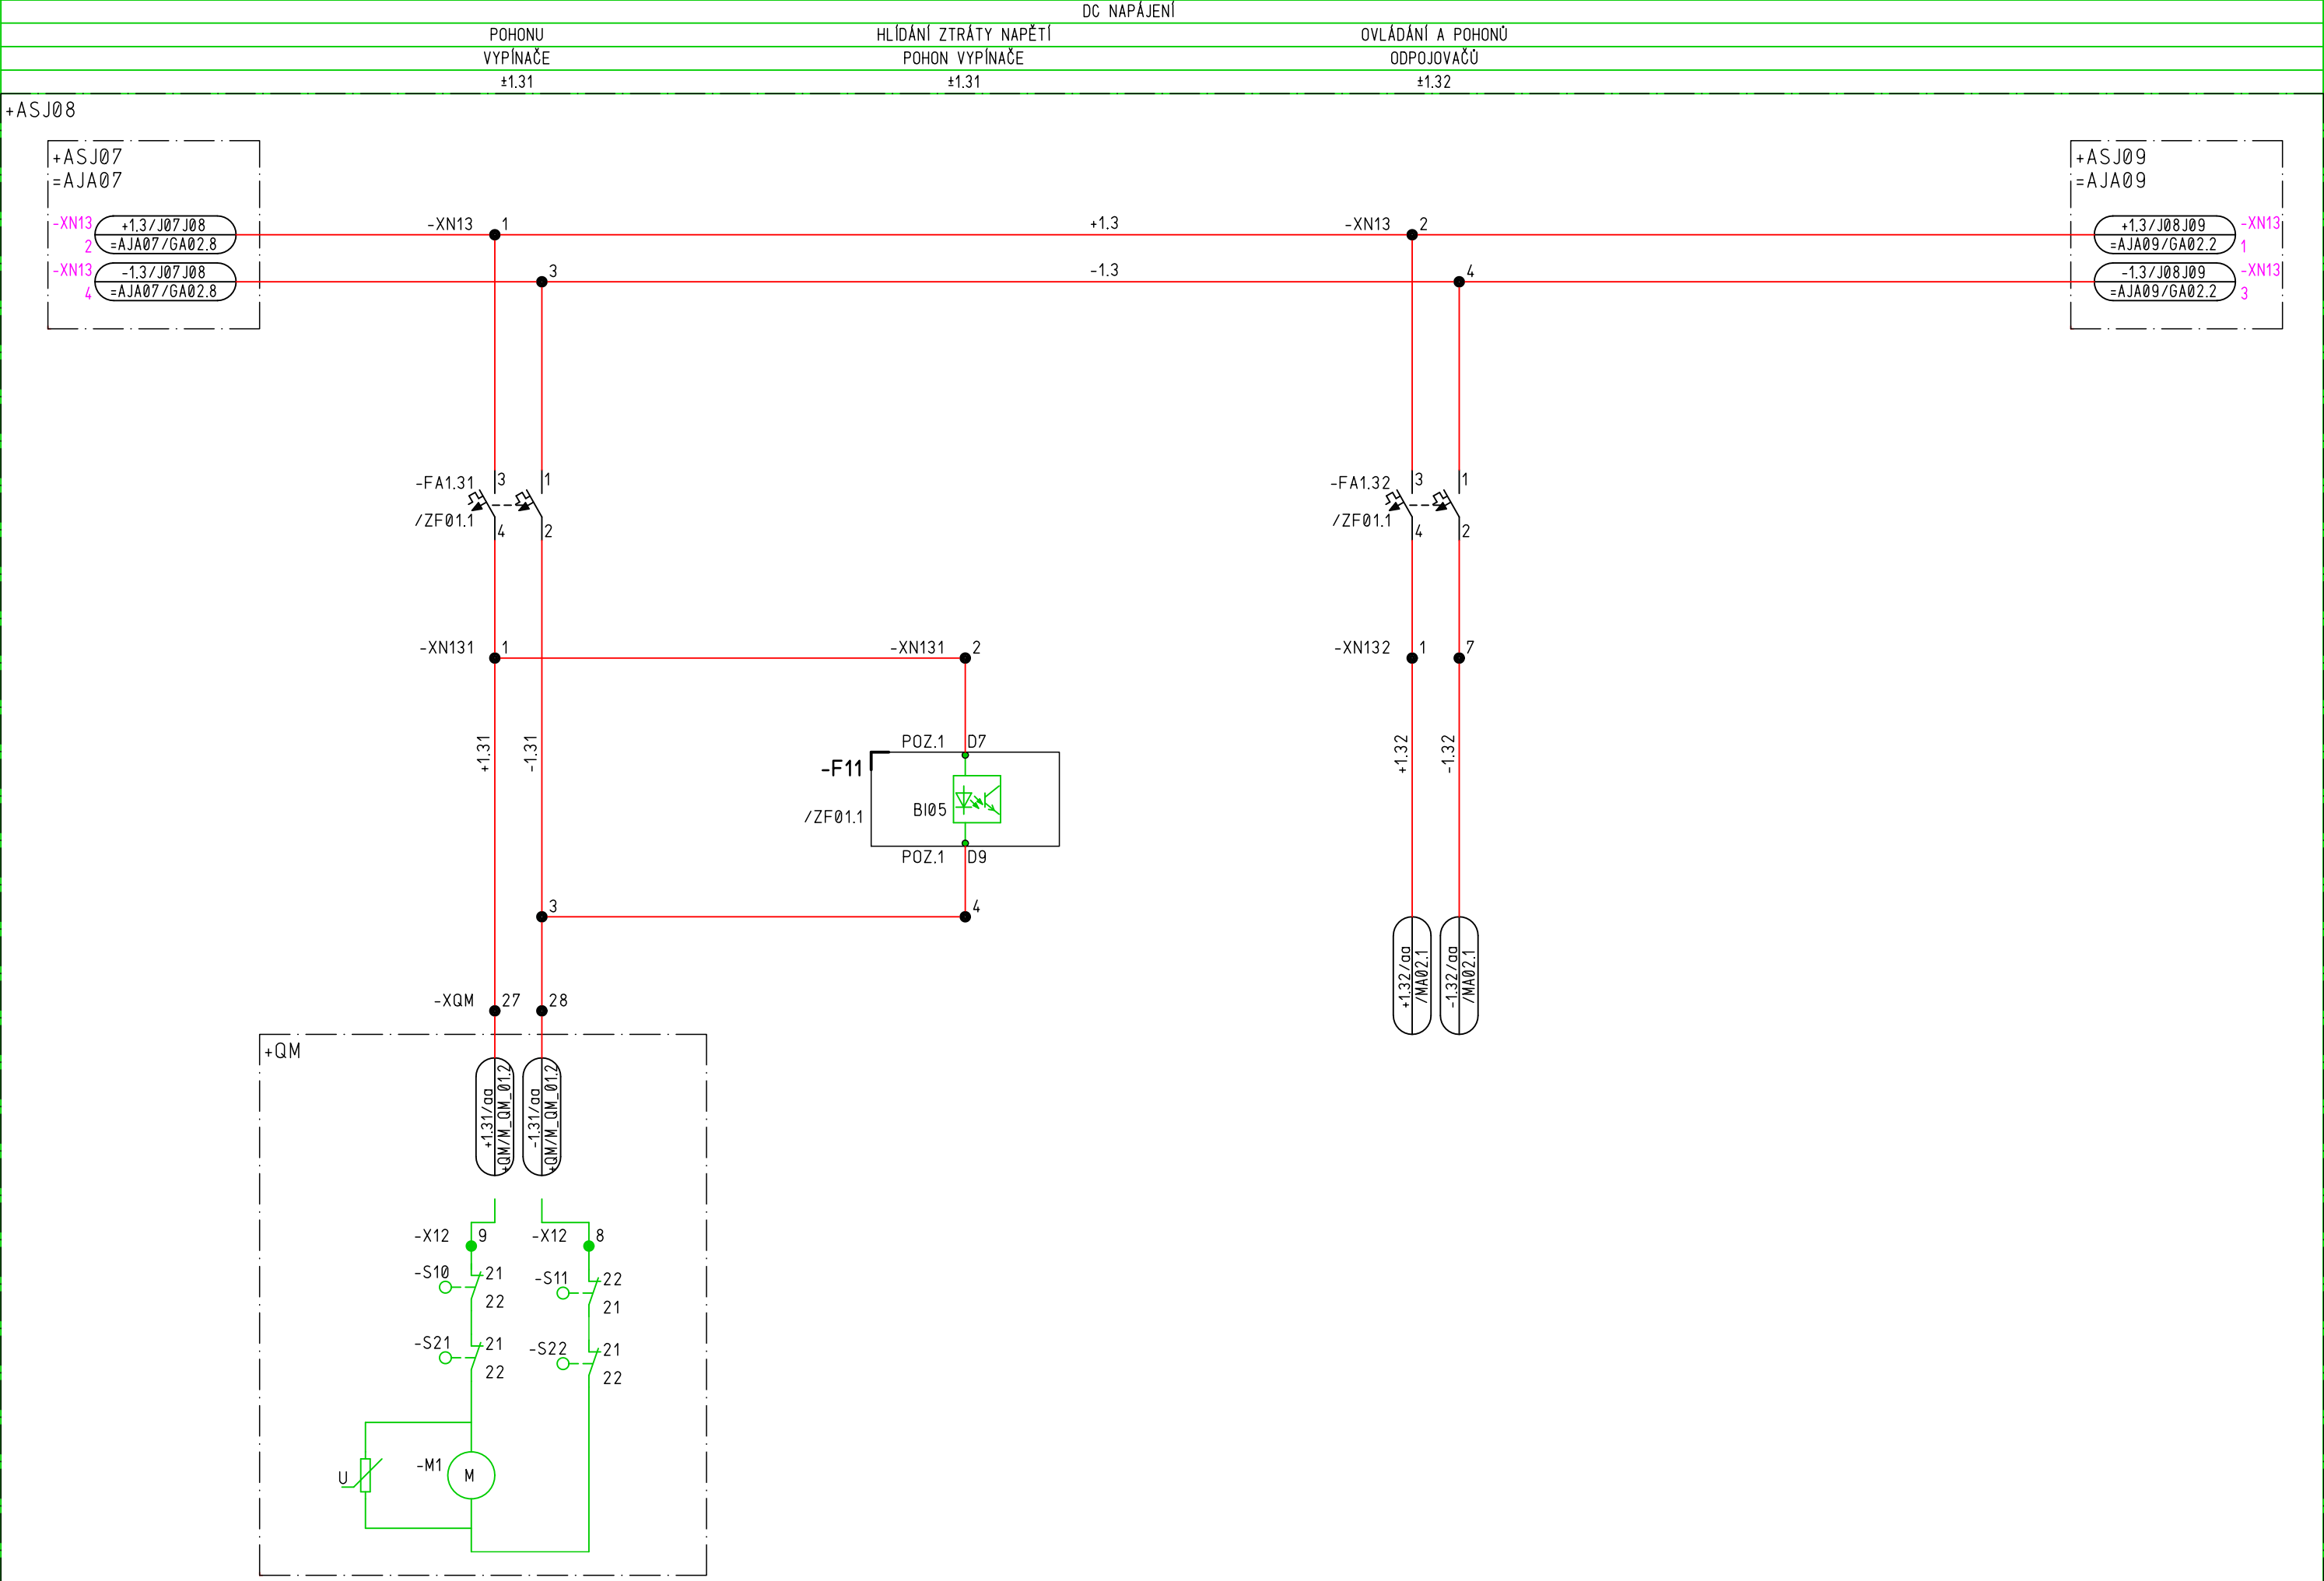 DC NAPÁJENÍ
POHONU
HLÍDÁNÍ ZTRÁTY NAPĚTÍ
OVLÁDÁNÍ A POHONŮ
VYPÍNAČE
POHON VYPÍNAČE
ODPOJOVAČŮ
±1.31
±1.31
±1.32
+ASJ08
+ASJ07
=AJA07
-XN13
2
+1.3/J07J08
=AJA07/GA02.8
-XN13
4
-1.3/J07J08
=AJA07/GA02.8
-XN13
1
3
+1.3
-1.3
-XN13
2
4
+ASJ09
=AJA09
+1.3/J08J09
=AJA09/GA02.2
-XN13
1
-1.3/J08J09
=AJA09/GA02.2
-XN13
3
-FA1.31
/ZF01.1
3
4
1
2
-FA1.32
/ZF01.1
3
4
1
2
-XN131
1
-XN131
2
-XN132
1
7
+1.31
-1.31
POZ.1
D7
-F11
/ZF01.1
BI05
POZ.1
D9
+1.32
-1.32
3
4
+1.32/aa
/MA02.1
-1.32/aa
/MA02.1
-XQM
27
28
+QM
+1.31/aa
+QM/M_QM_01.2
-1.31/aa
+QM/M_QM_01.2
-X12
9
-X12
8
-S10
21
22
-S11
22
21
-S21
21
22
-S22
21
22
U
-M1
M